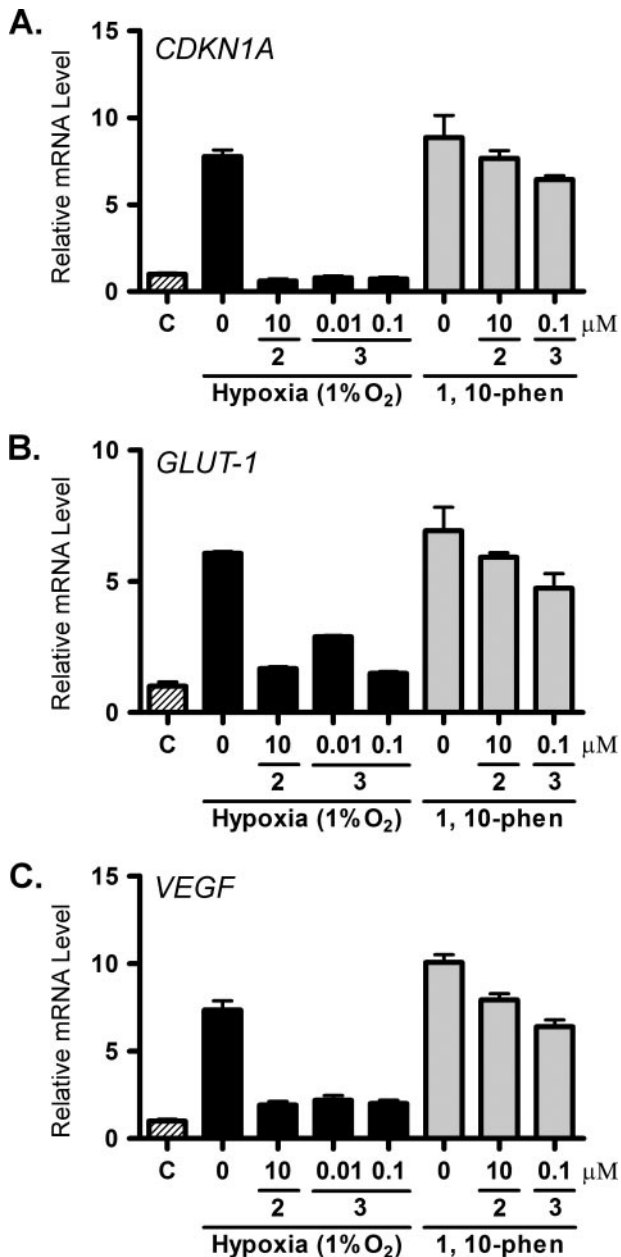 A.
CDKN1A
Relative mRNA Level
15
10
5
0
C 0 10 0.01 0.1 0 10 0.1 μM
2 3 2 3
Hypoxia (1% O₂) 1, 10-phen
B.
GLUT-1
Relative mRNA Level
10
5
0
C 0 10 0.01 0.1 0 10 0.1 μM
2 3 2 3
Hypoxia (1% O₂) 1, 10-phen
C.
VEGF
Relative mRNA Level
15
10
5
0
C 0 10 0.01 0.1 0 10 0.1 μM
2 3 2 3
Hypoxia (1% O₂) 1, 10-phen